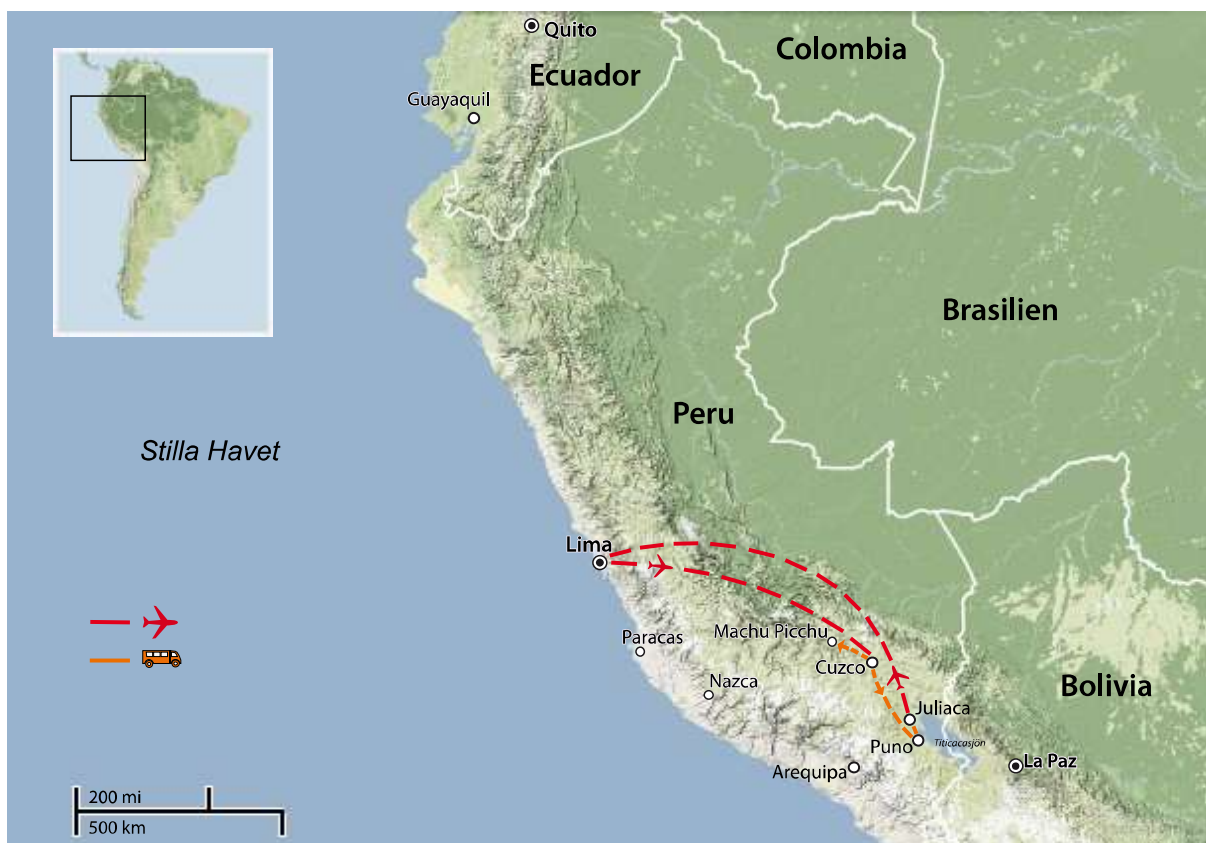 Quito
Colombia
Ecuador
Guayaquil
Brasilien
Peru
Stilla Havet
Lima
Paracas
Machu Picchu
Cuzco
Nazca
Bolivia
Juliaca
Puno
Titicacasjön
La Paz
Arequipa
200 mi
500 km